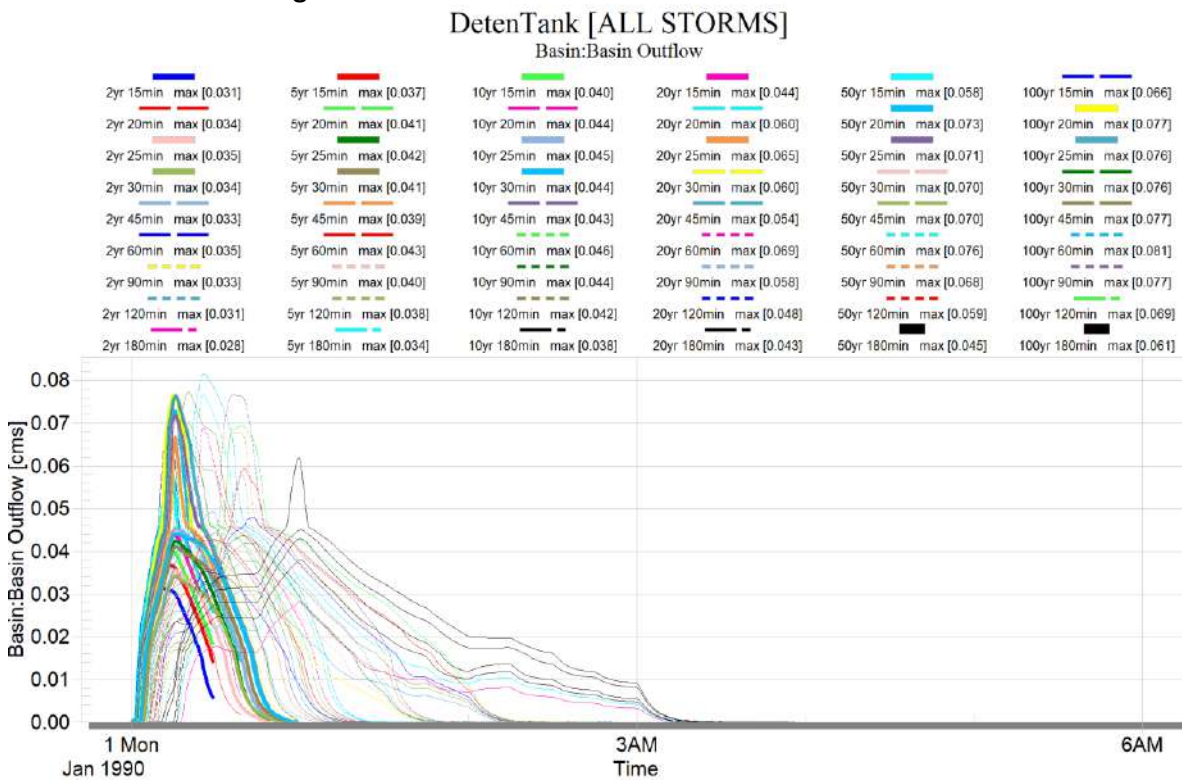 DetenTank [ALL STORMS]
Basin:Basin Outflow
2yr 15min max [0.031] 5yr 15min max [0.037] 10yr 15min max [0.040] 20yr 15min max [0.044] 50yr 15min max [0.058] 100yr 15min max [0.066]
2yr 20min max [0.034] 5yr 20min max [0.041] 10yr 20min max [0.044] 20yr 20min max [0.060] 50yr 20min max [0.073] 100yr 20min max [0.077]
2yr 25min max [0.035] 5yr 25min max [0.042] 10yr 25min max [0.045] 20yr 25min max [0.065] 50yr 25min max [0.071] 100yr 25min max [0.076]
2yr 30min max [0.034] 5yr 30min max [0.041] 10yr 30min max [0.044] 20yr 30min max [0.060] 50yr 30min max [0.070] 100yr 30min max [0.076]
2yr 45min max [0.033] 5yr 45min max [0.039] 10yr 45min max [0.043] 20yr 45min max [0.054] 50yr 45min max [0.070] 100yr 45min max [0.077]
2yr 60min max [0.035] 5yr 60min max [0.043] 10yr 60min max [0.046] 20yr 60min max [0.069] 50yr 60min max [0.076] 100yr 60min max [0.081]
2yr 90min max [0.033] 5yr 90min max [0.040] 10yr 90min max [0.044] 20yr 90min max [0.058] 50yr 90min max [0.068] 100yr 90min max [0.077]
2yr 120min max [0.031] 5yr 120min max [0.038] 10yr 120min max [0.042] 20yr 120min max [0.048] 50yr 120min max [0.059] 100yr 120min max [0.069]
2yr 180min max [0.028] 5yr 180min max [0.034] 10yr 180min max [0.038] 20yr 180min max [0.043] 50yr 180min max [0.045] 100yr 180min max [0.061]
Basin:Basin Outflow [cms]
0.08
0.07
0.06
0.05
0.04
0.03
0.02
0.01
0.00
1 Mon 3AM 6AM
Jan 1990 Time